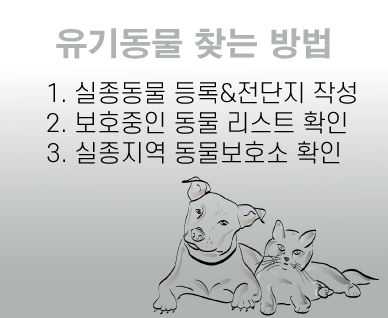 유기동물 찾는 방법
1. 실종동물 등록&전단지 작성
2. 보호중인 동물 리스트 확인
3. 실종지역 동물보호소 확인